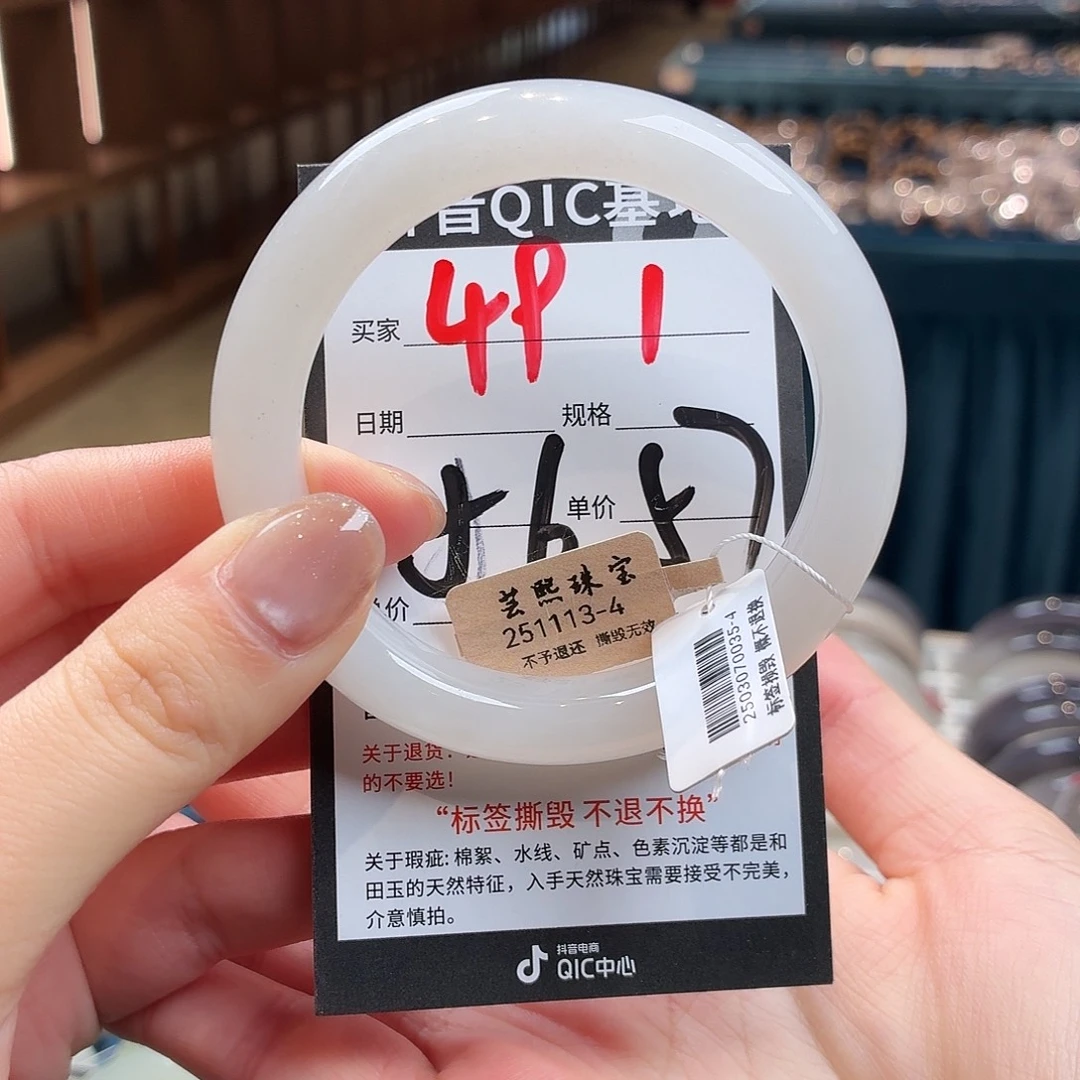 音QIC基地
买家 4P 1
日期 规格
单价
5657
单价
芸熙珠宝
251113-4
不予退还 撕毁无效
2503070035-4
标签撕毁 概不退换
关于退货:
的不要选!
“标签撕毁 不退不换”
关于瑕疵: 棉絮、水线、矿点、色素沉淀等都是和
田玉的天然特征，入手天然珠宝需要接受不完美，
介意慎拍。
抖音电商
QIC中心